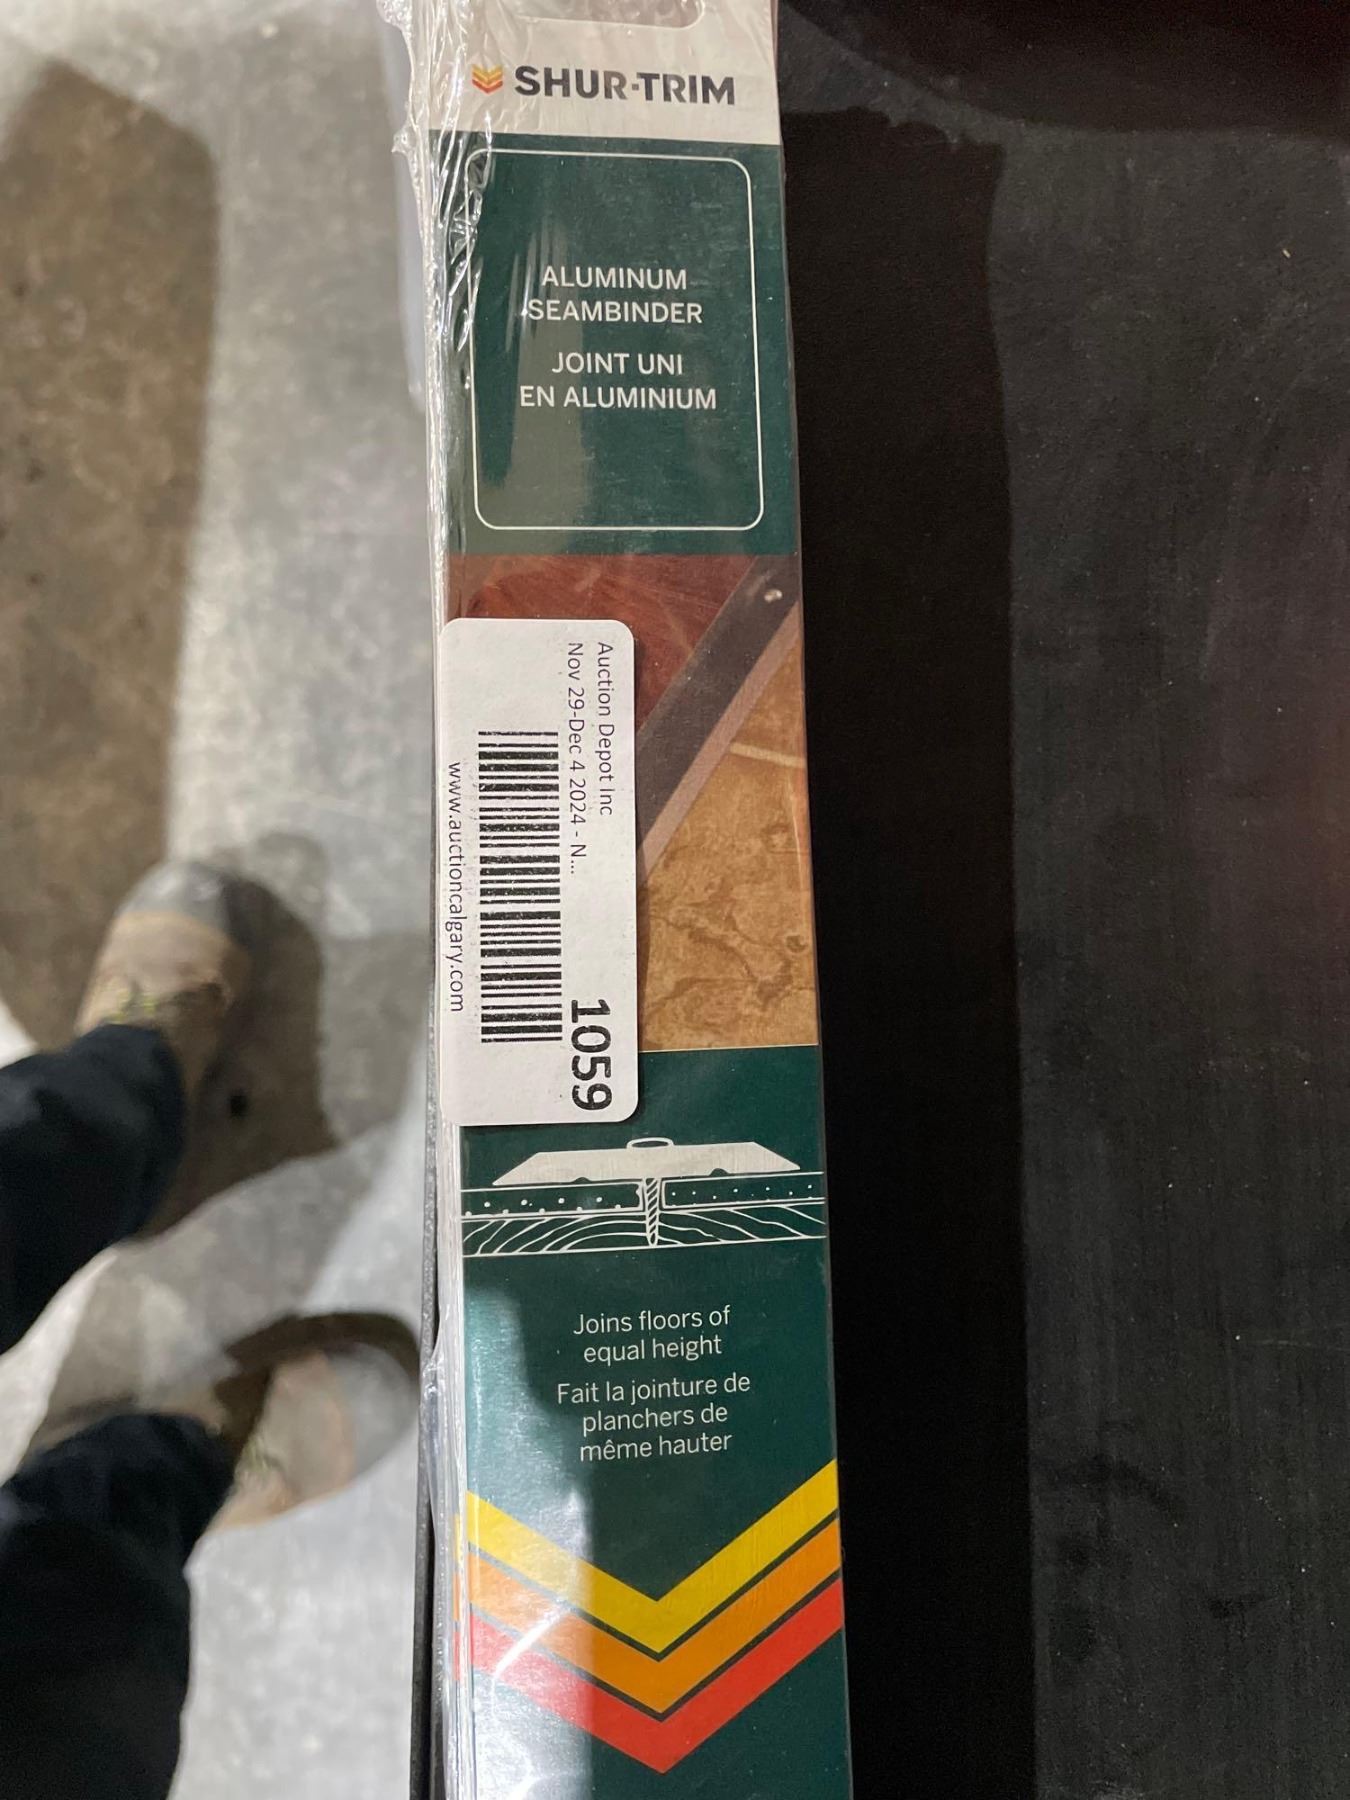 SHUR-TRIM
ALUMINUM
SEAMBINDER
JOINT UNI
EN ALUMINIUM
Auction Depot Inc
Nov 29-Dec 4 2024 - N...
1059
www.auctioncalgary.com
Joins floors of
equal height
Fait la jointure de
planchers de
même hauter